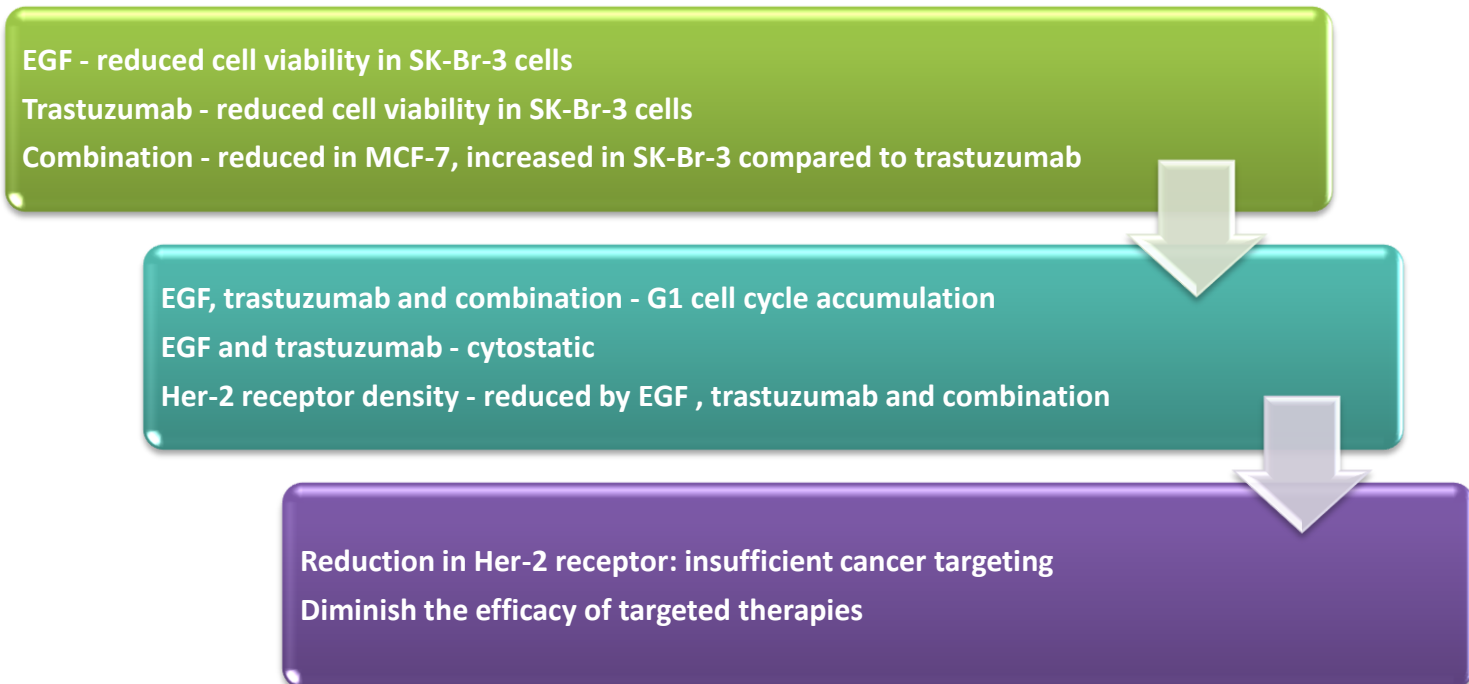 EGF - reduced cell viability in SK-Br-3 cells
Trastuzumab - reduced cell viability in SK-Br-3 cells
Combination - reduced in MCF-7, increased in SK-Br-3 compared to trastuzumab
EGF, trastuzumab and combination - G1 cell cycle accumulation
EGF and trastuzumab - cytostatic
Her-2 receptor density - reduced by EGF , trastuzumab and combination
Reduction in Her-2 receptor: insufficient cancer targeting
Diminish the efficacy of targeted therapies